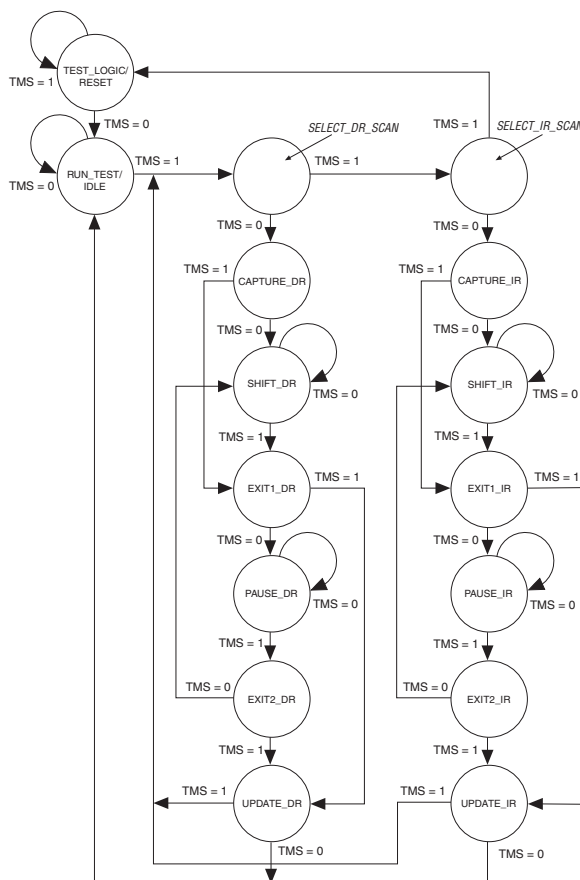 TEST_LOGIC/
RESET
TMS = 1
TMS = 0
SELECT_DR_SCAN
TMS = 1
SELECT_IR_SCAN
RUN_TEST/
IDLE
TMS = 0
TMS = 1
TMS = 1
TMS = 0
TMS = 0
TMS = 1
CAPTURE_DR
TMS = 1
CAPTURE_IR
TMS = 0
TMS = 0
SHIFT_DR
TMS = 0
SHIFT_IR
TMS = 0
TMS = 1
TMS = 1
EXIT1_DR
TMS = 1
EXIT1_IR
TMS = 1
TMS = 0
TMS = 0
PAUSE_DR
TMS = 0
PAUSE_IR
TMS = 0
TMS = 1
TMS = 1
TMS = 0
EXIT2_DR
TMS = 0
EXIT2_IR
TMS = 1
TMS = 1
TMS = 1
UPDATE_DR
TMS = 1
UPDATE_IR
TMS = 0
TMS = 0